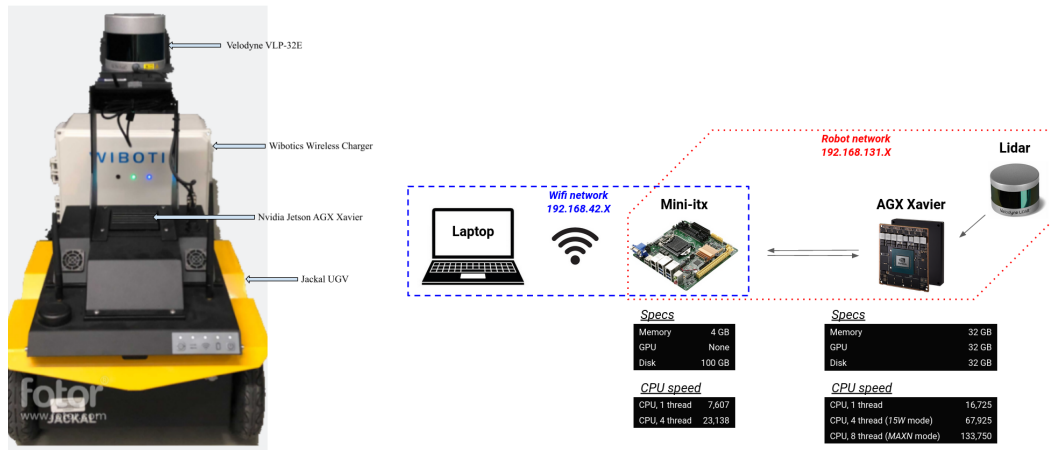 Velodyne VLP-32E
Wibotics Wireless Charger
WIBOTI
Nvidia Jetson AGX Xavier
Jackal UGV
fotor
www.fotor.com
JACKAL
Robot network
192.168.131.X
Lidar
Wifi network
192.168.42.X
Mini-itx
AGX Xavier
Laptop
Specs
Memory 4 GB
GPU None
Disk 100 GB
CPU speed
CPU, 1 thread 7,607
CPU, 4 thread 23,138
Specs
Memory 32 GB
GPU 32 GB
Disk 32 GB
CPU speed
CPU, 1 thread 16,725
CPU, 4 thread (15W mode) 67,925
CPU, 8 thread (MAXN mode) 133,750